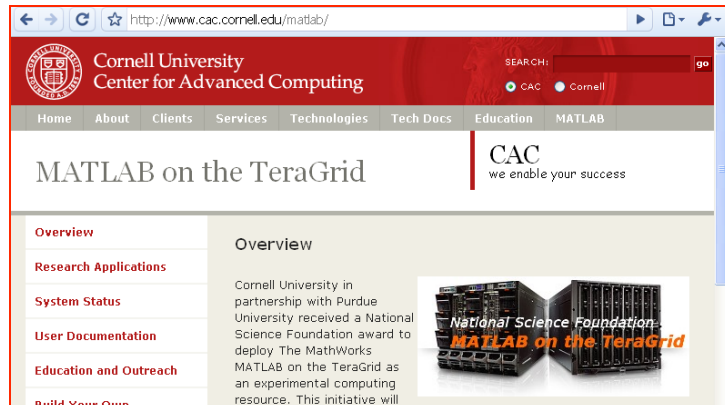 http://www.cac.cornell.edu/matlab/
Cornell University
Center for Advanced Computing
SEARCH:
go
CAC Cornell
Home About Clients Services Technologies Tech Docs Education MATLAB
MATLAB on the TeraGrid
CAC
we enable your success
Overview
Research Applications
System Status
User Documentation
Education and Outreach
Build Your Own
Overview
Cornell University in
partnership with Purdue
University received a National
Science Foundation award to
deploy The MathWorks
MATLAB on the TeraGrid as
an experimental computing
resource. This initiative will
National Science Foundation
MATLAB on the TeraGrid